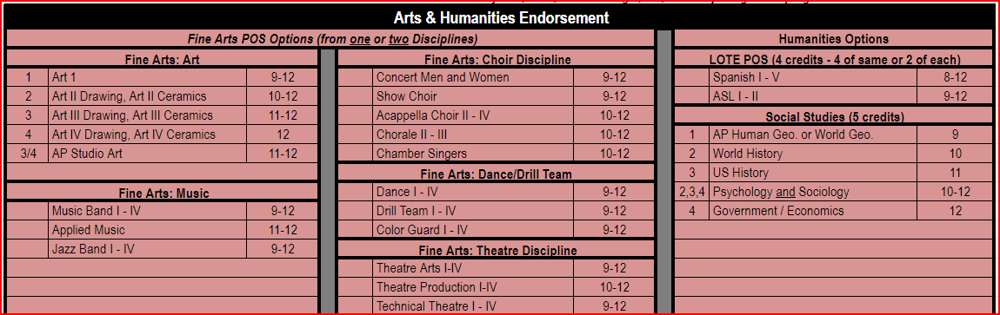 Arts & Humanities Endorsement
Fine Arts POS Options (from one or two Disciplines)
Fine Arts: Art
1 Art 1 9-12
2 Art II Drawing, Art II Ceramics 10-12
3 Art III Drawing, Art III Ceramics 11-12
4 Art IV Drawing, Art IV Ceramics 12
3/4 AP Studio Art 11-12
Fine Arts: Music
Music Band I - IV 9-12
Applied Music 11-12
Jazz Band I - IV 9-12
Fine Arts: Choir Discipline
Concert Men and Women 9-12
Show Choir 9-12
Acappella Choir II - IV 10-12
Chorale II - III 10-12
Chamber Singers 10-12
Fine Arts: Dance/Drill Team
Dance I - IV 9-12
Drill Team I - IV 9-12
Color Guard I - IV 9-12
Fine Arts: Theatre Discipline
Theatre Arts I-IV 9-12
Theatre Production I-IV 10-12
Technical Theatre I - IV 9-12
Humanities Options
LOTE POS (4 credits - 4 of same or 2 of each)
Spanish I - V 8-12
ASL I - II 9-12
Social Studies (5 credits)
1 AP Human Geo. or World Geo. 9
2 World History 10
3 US History 11
2,3,4 Psychology and Sociology 10-12
4 Government / Economics 12